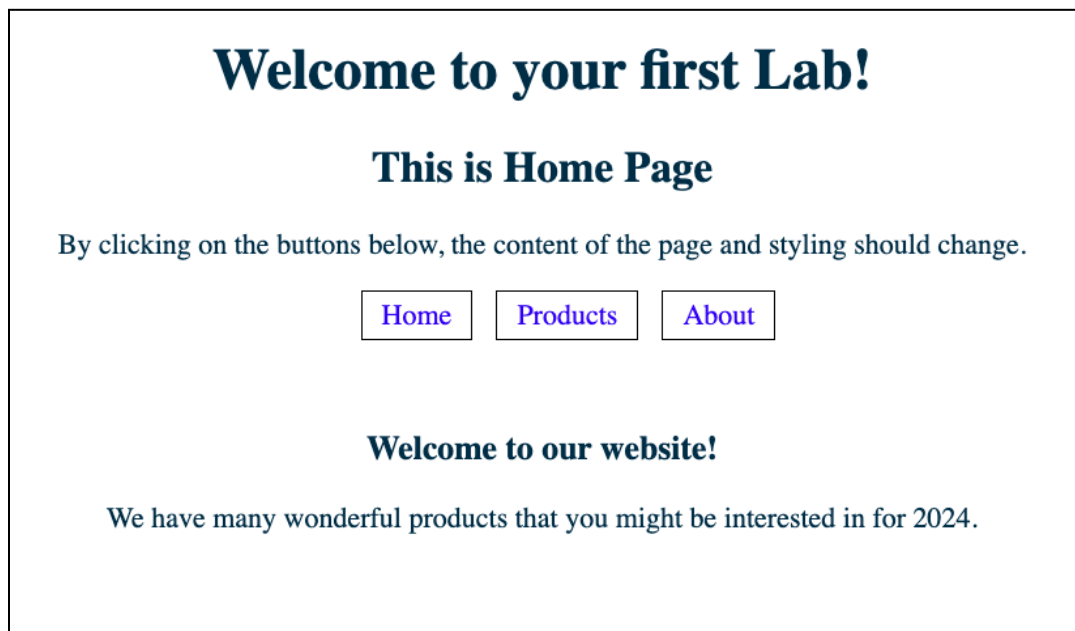 Welcome to your first Lab!
This is Home Page
By clicking on the buttons below, the content of the page and styling should change.
Home Products About
Welcome to our website!
We have many wonderful products that you might be interested in for 2024.